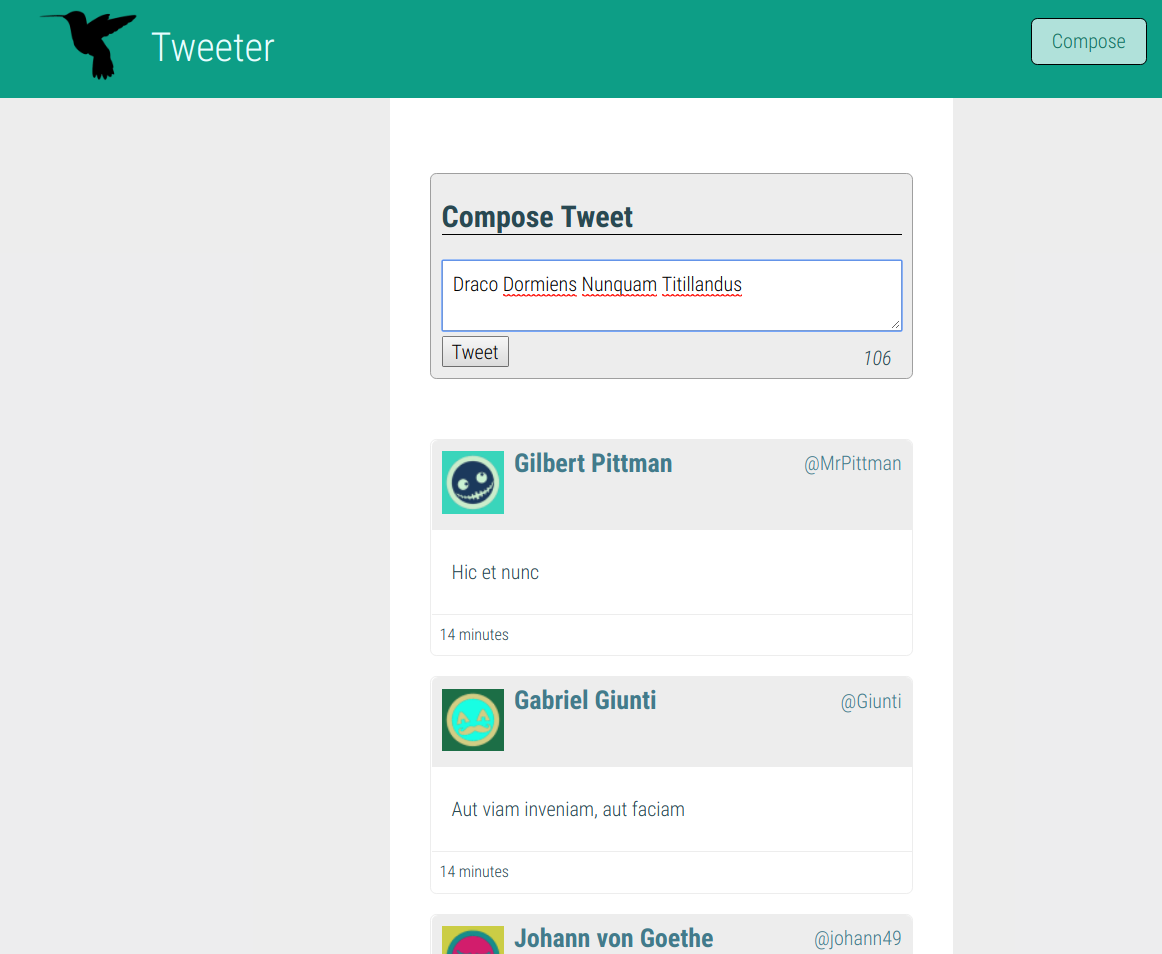 Tweeter
Compose
Compose Tweet
Draco Dormiens Nunquam Titillandus
Tweet
106
Gilbert Pittman
@MrPittman
Hic et nunc
14 minutes
Gabriel Giunti
@Giunti
Aut viam inveniam, aut faciam
14 minutes
Johann von Goethe
@johann49